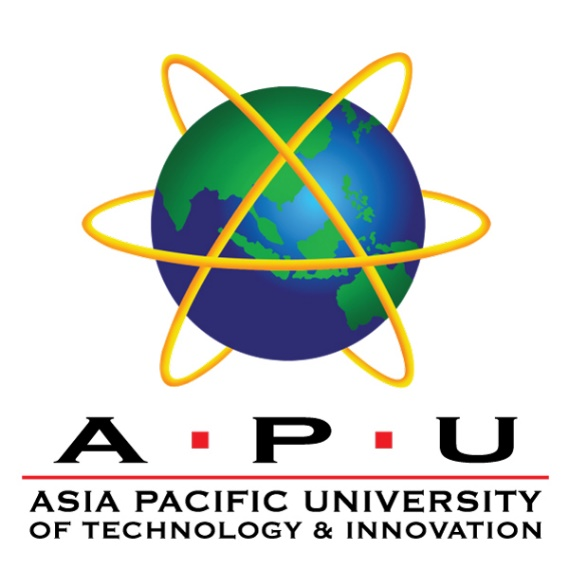 A·P·U
ASIA PACIFIC UNIVERSITY
OF TECHNOLOGY & INNOVATION